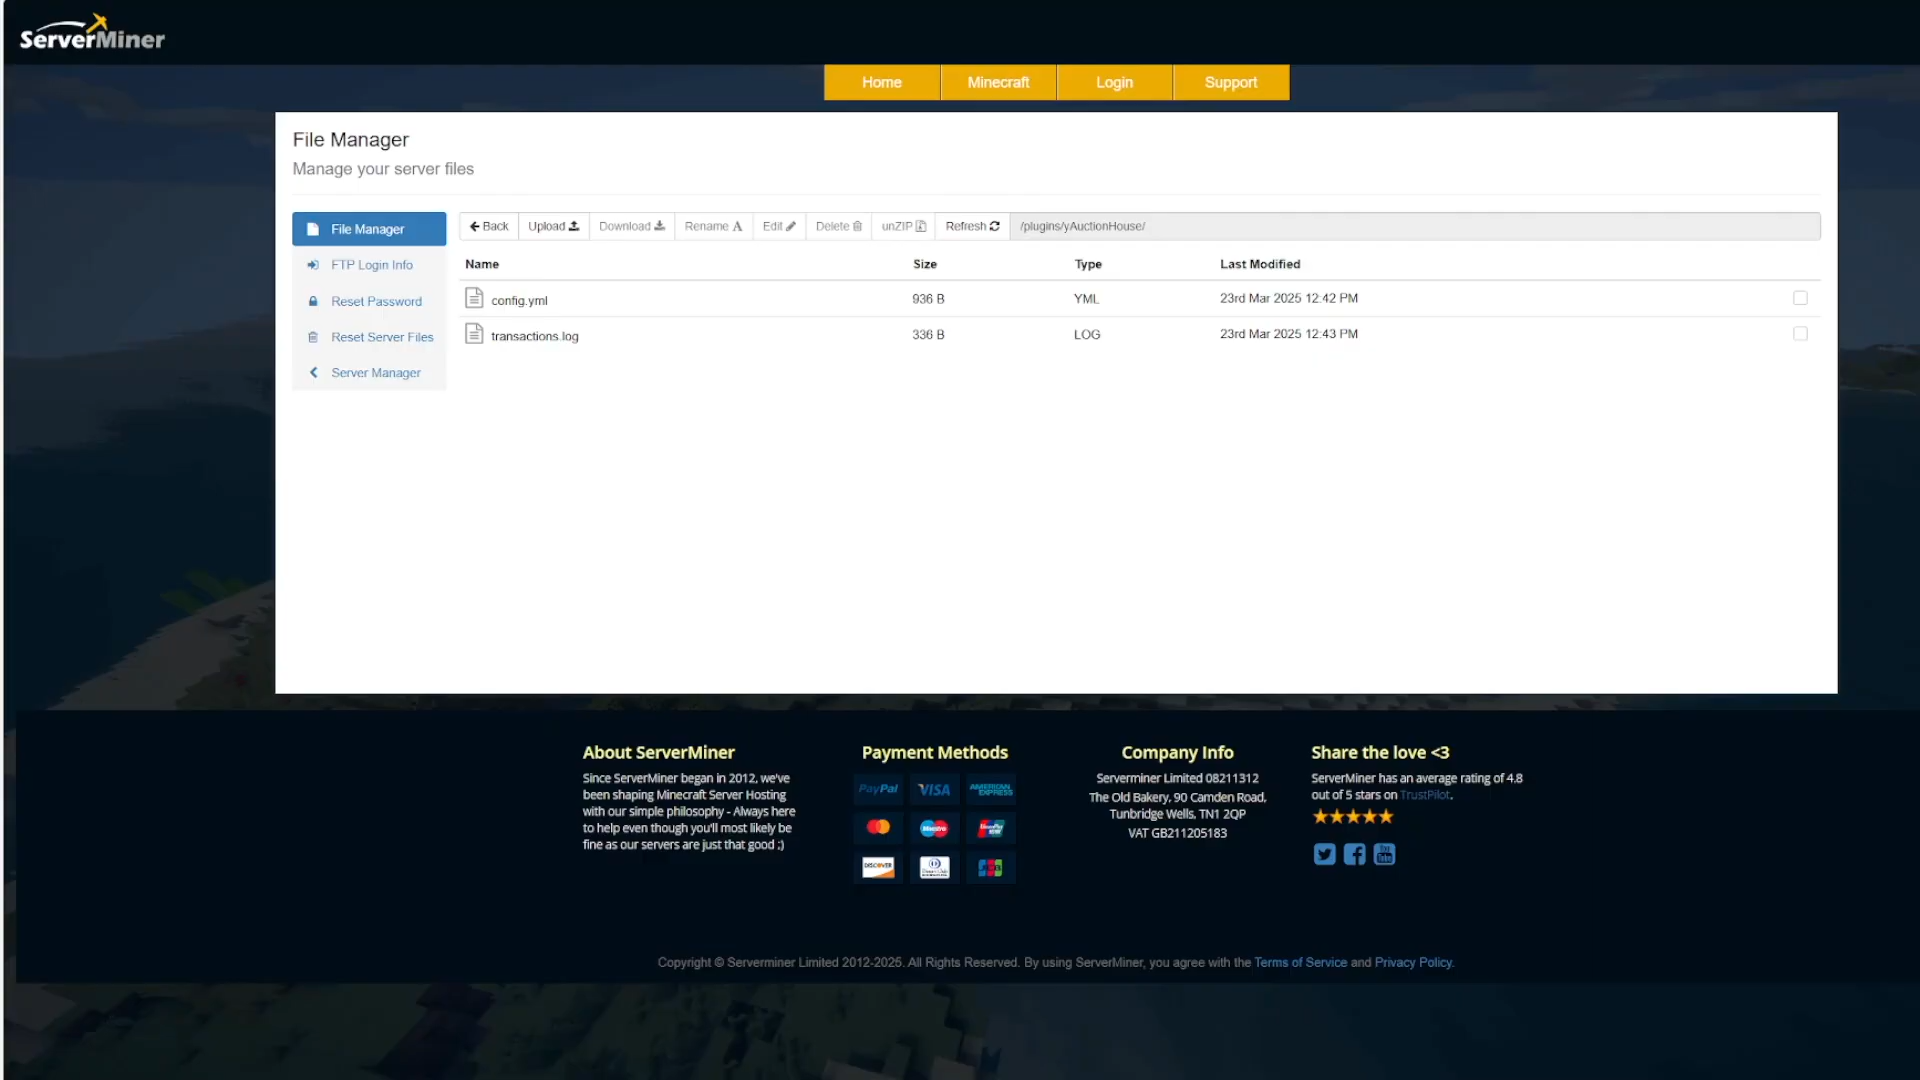 ServerMiner
Home Minecraft Login Support
File Manager
Manage your server files
File Manager
FTP Login Info
Reset Password
Reset Server Files
Server Manager
Back Upload Download Rename Edit Delete unZIP Refresh /plugins/yAuctionHouse/
Name Size Type Last Modified
config.yml 936 B YML 23rd Mar 2025 12:42 PM
transactions.log 336 B LOG 23rd Mar 2025 12:43 PM
About ServerMiner
Since ServerMiner began in 2012, we've
been shaping Minecraft Server Hosting
with our simple philosophy - Always here
to help even though you'll most likely be
fine as our servers are just that good ;)
Payment Methods
PayPal VISA AMERICAN EXPRESS
Maestro
DISCOVER
JCB
Company Info
Serverminer Limited 08211312
The Old Bakery, 90 Camden Road,
Tunbridge Wells, TN1 2QP
VAT GB211205183
Share the love <3
ServerMiner has an average rating of 4.8
out of 5 stars on TrustPilot.
You Tube
Copyright © Serverminer Limited 2012-2025. All Rights Reserved. By using ServerMiner, you agree with the Terms of Service and Privacy Policy.